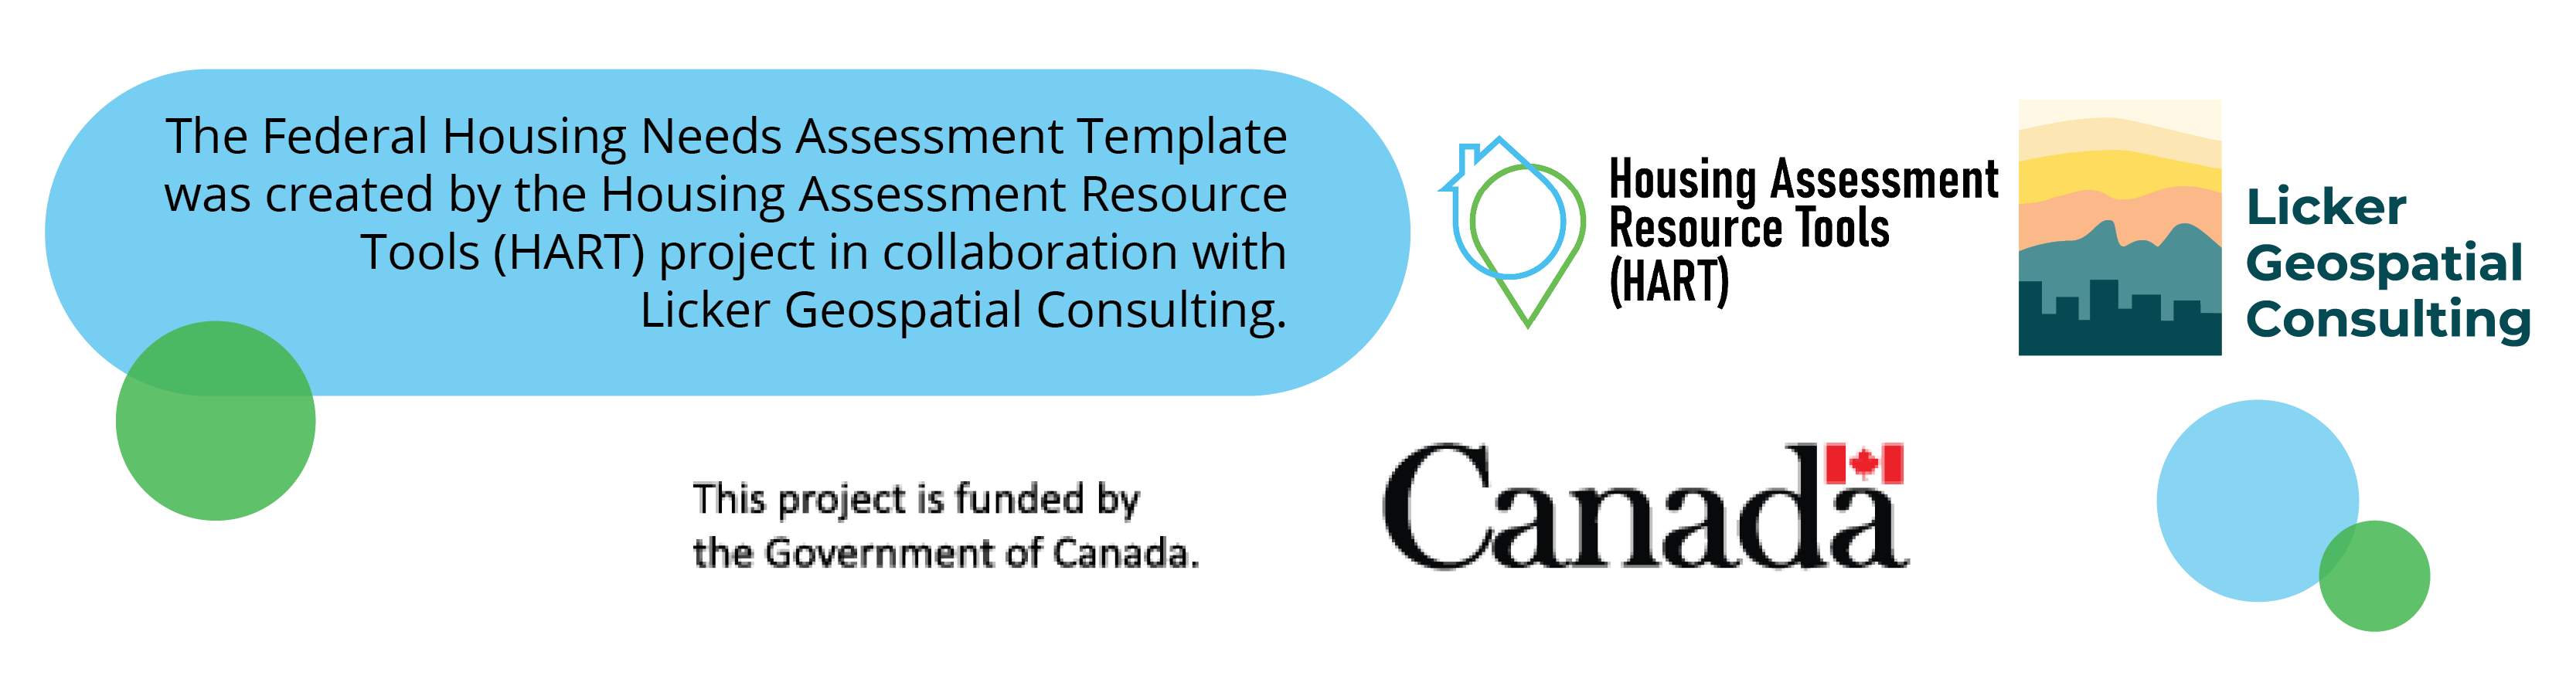 The Federal Housing Needs Assessment Template
was created by the Housing Assessment Resource
Tools (HART) project in collaboration with
Licker Geospatial Consulting.
Housing Assessment
Resource Tools
(HART)
Licker
Geospatial
Consulting
This project is funded by
the Government of Canada.
Canada